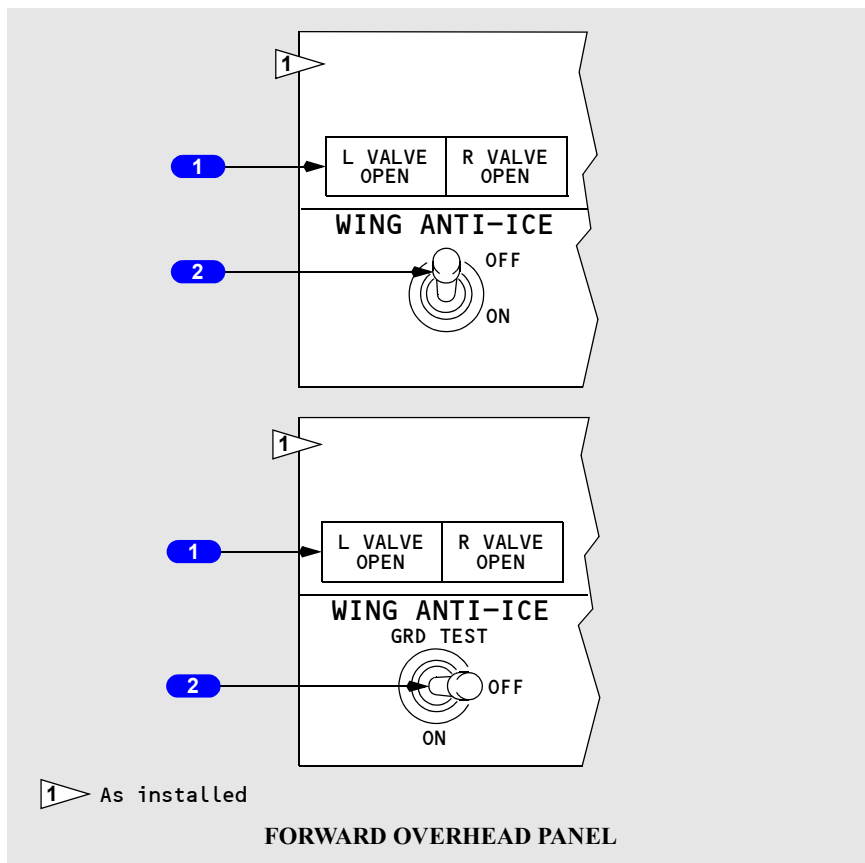 1
1
L VALVE OPEN
R VALVE OPEN
WING ANTI-ICE
2
OFF
ON
1
1
L VALVE OPEN
R VALVE OPEN
WING ANTI-ICE
GRD TEST
2
OFF
ON
1 As installed
FORWARD OVERHEAD PANEL